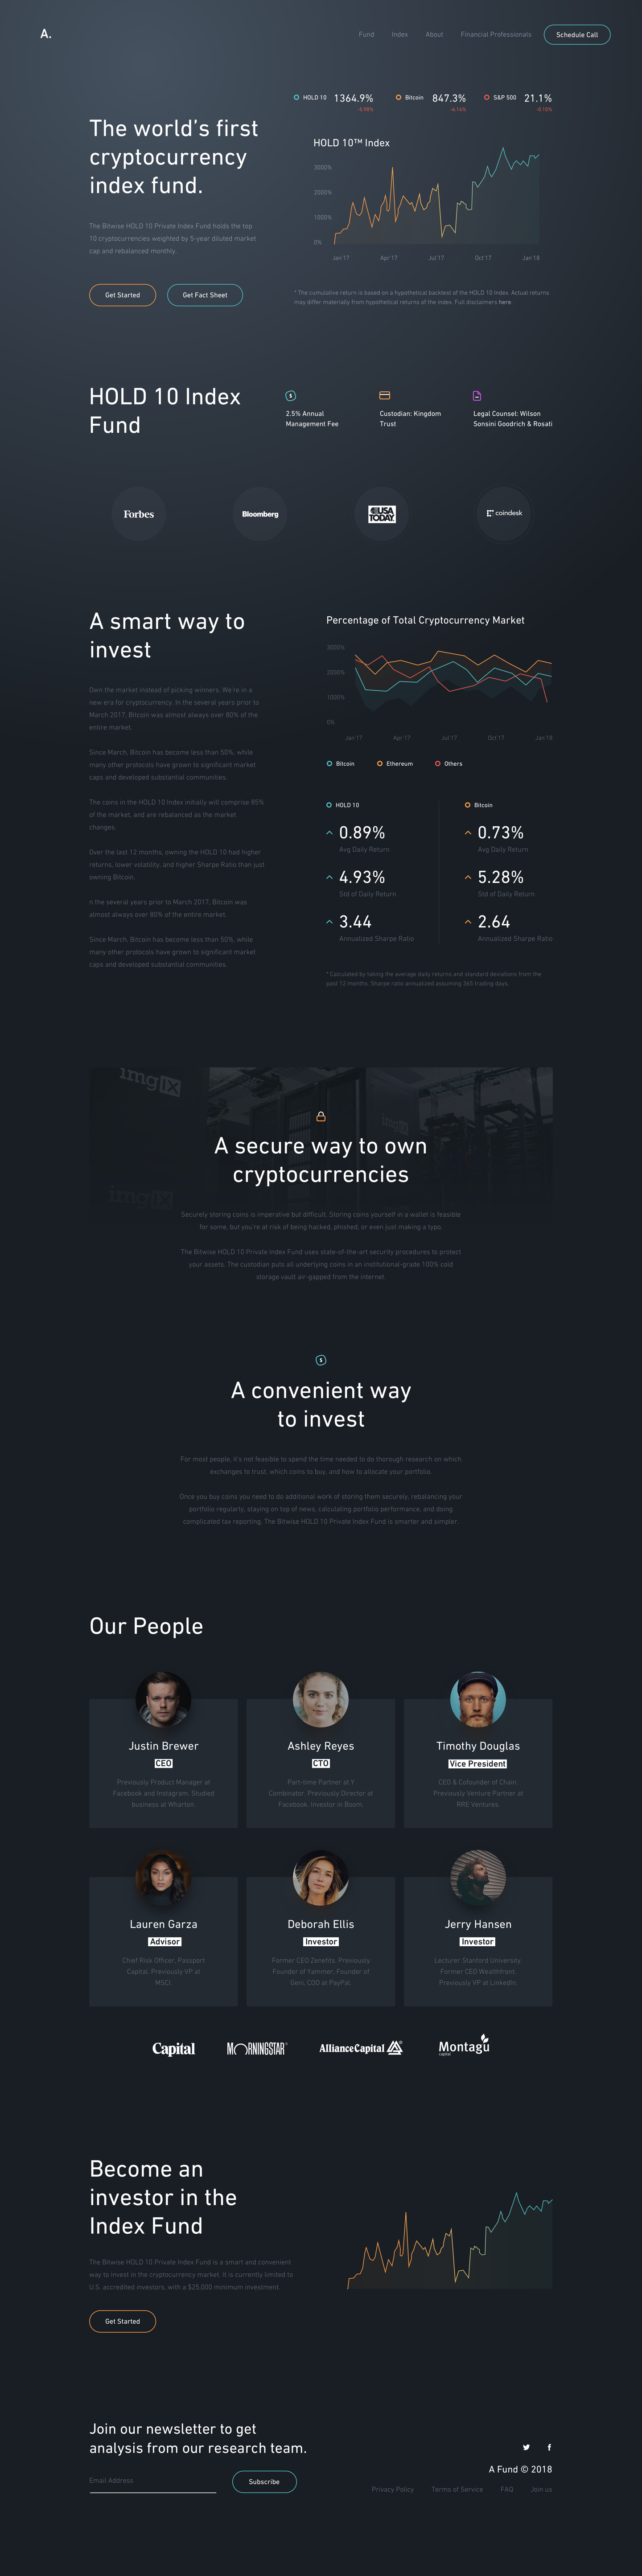 A.
Fund Index About Financial Professionals Schedule Call
HOLD 10 1364.9% Bitcoin 847.3% S&P 500 21.1%
-5.98% -4.16% -0.10%
The world's first
cryptocurrency
index fund.
The Bitwise HOLD 10 Private Index Fund holds the top
10 cryptocurrencies weighted by 5-year diluted market
cap and rebalanced monthly.
Get Started Get Fact Sheet
HOLD 10™ Index
3000%
2000%
1000%
0%
Jan'17 Apr'17 Jul'17 Oct'17 Jan'18
* The cumulative return is based on a hypothetical backtest of the HOLD 10 Index. Actual returns
may differ materially from hypothetical returns of the index. Full disclaimers here.
HOLD 10 Index
Fund
2.5% Annual
Management Fee
Custodian: Kingdom
Trust
Legal Counsel: Wilson
Sonsini Goodrich & Rosati
Forbes
Bloomberg
USA
TODAY
coindesk
A smart way to
invest
Own the market instead of picking winners. We're in a
new era for cryptocurrency. In the several years prior to
March 2017, Bitcoin was almost always over 80% of the
entire market.
Since March, Bitcoin has become less than 50%, while
many other protocols have grown to significant market
caps and developed substantial communities.
The coins in the HOLD 10 Index initially will comprise 85%
of the market, and are rebalanced as the market
changes.
Over the last 12 months, owning the HOLD 10 had higher
returns, lower volatility, and higher Sharpe Ratio than just
owning Bitcoin.
n the several years prior to March 2017, Bitcoin was
almost always over 80% of the entire market.
Since March, Bitcoin has become less than 50%, while
many other protocols have grown to significant market
caps and developed substantial communities.
Percentage of Total Cryptocurrency Market
3000%
2000%
1000%
0%
Jan'17 Apr'17 Jul'17 Oct'17 Jan'18
Bitcoin Ethereum Others
HOLD 10 Bitcoin
0.89% 0.73%
Avg Daily Return Avg Daily Return
4.93% 5.28%
Std of Daily Return Std of Daily Return
3.44 2.64
Annualized Sharpe Ratio Annualized Sharpe Ratio
* Calculated by taking the average daily returns and standard deviations from the
past 12 months. Sharpe ratio annualized assuming 365 trading days.
imgIX
imgIX
imgIX
A secure way to own
cryptocurrencies
Securely storing coins is imperative but difficult. Storing coins yourself in a wallet is feasible
for some, but you're at risk of being hacked, phished, or even just making a typo.
The Bitwise HOLD 10 Private Index Fund uses state-of-the-art security procedures to protect
your assets. The custodian puts all underlying coins in an institutional-grade 100% cold
storage vault air-gapped from the internet.
A convenient way
to invest
For most people, it's not feasible to spend the time needed to do thorough research on which
exchanges to trust, which coins to buy, and how to allocate your portfolio.
Once you buy coins you need to do additional work of storing them securely, rebalancing your
portfolio regularly, staying on top of news, calculating portfolio performance, and doing
complicated tax reporting. The Bitwise HOLD 10 Private Index Fund is smarter and simpler.
Our People
Justin Brewer
CEO
Previously Product Manager at
Facebook and Instagram. Studied
business at Wharton.
Ashley Reyes
CTO
Part-time Partner at Y
Combinator. Previously Director at
Facebook. Investor in Boom.
Timothy Douglas
Vice President
CEO & Cofounder of Chain.
Previously Venture Partner at
RRE Ventures.
Lauren Garza
Advisor
Chief Risk Officer, Passport
Capital. Previously VP at
MSCI.
Deborah Ellis
Investor
Former CEO Zenefits. Previously
Founder of Yammer, Founder of
Geni, COO at PayPal.
Jerry Hansen
Investor
Lecturer Stanford University.
Former CEO Wealthfront.
Previously VP at LinkedIn.
Capital
MORNINGSTAR®
AllianceCapital
Montagu
capital
Become an
investor in the
Index Fund
The Bitwise HOLD 10 Private Index Fund is a smart and convenient
way to invest in the cryptocurrency market. It is currently limited to
U.S. accredited investors, with a $25,000 minimum investment.
Get Started
Join our newsletter to get
analysis from our research team.
Email Address
Subscribe
A Fund © 2018
Privacy Policy Terms of Service FAQ Join us